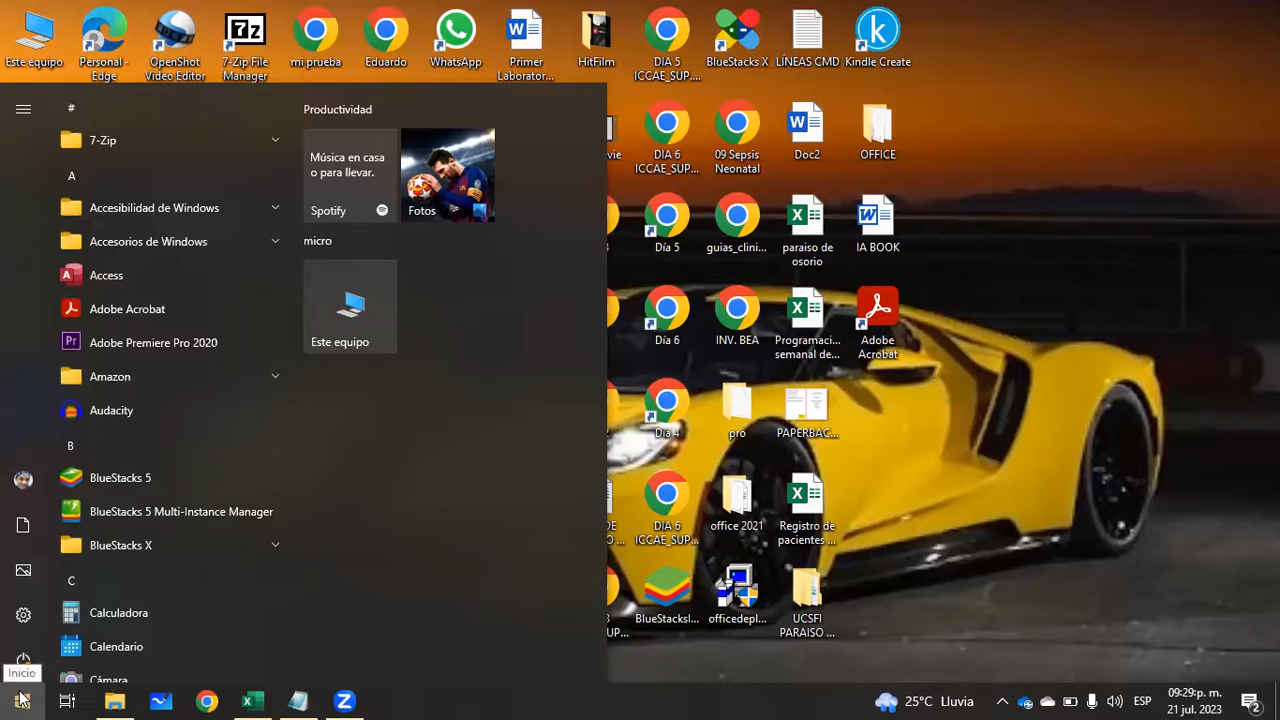 Este equipo
Personal -
Edge
OpenShot
Video Editor
7z
7-Zip File
Manager
mi prueba
Eduardo
WhatsApp
Primer
Laborator...
HitFilm
DIA 5
ICCAE_SUP....
BlueStacks X
LÍNEAS CMD
Kindle Create
DIA 6
ICCAE_SUP....
09 Sepsis
Neonatal
Doc2
OFFICE
Día 5
guias_clini...
paraiso de
osorio
IA BOOK
Día 6
INV. BEA
Programaci...
semanal de...
Adobe
Acrobat
Día 4
pro
PAPERBAC...
DIA 6
ICCAE_SUP...
office 2021
Registro de
pacientes ...
BlueStacksI...
officedepl...
UCSFI
PARAISO ...
#
7-Zip
A
Accesibilidad de Windows
Accesorios de Windows
Access
Adobe Acrobat
Adobe Premiere Pro 2020
Amazon
Audacity
B
BlueStacks 5
BlueStacks 5 Multi-Instance Manager
BlueStacks X
C
Calculadora
Calendario
Cámara
Productividad
Música en casa
o para llevar.
Spotify
Fotos
micro
Este equipo
Inicio
25°C Lluvia
ESP
09:29p. m.
21 jul. 2023
2